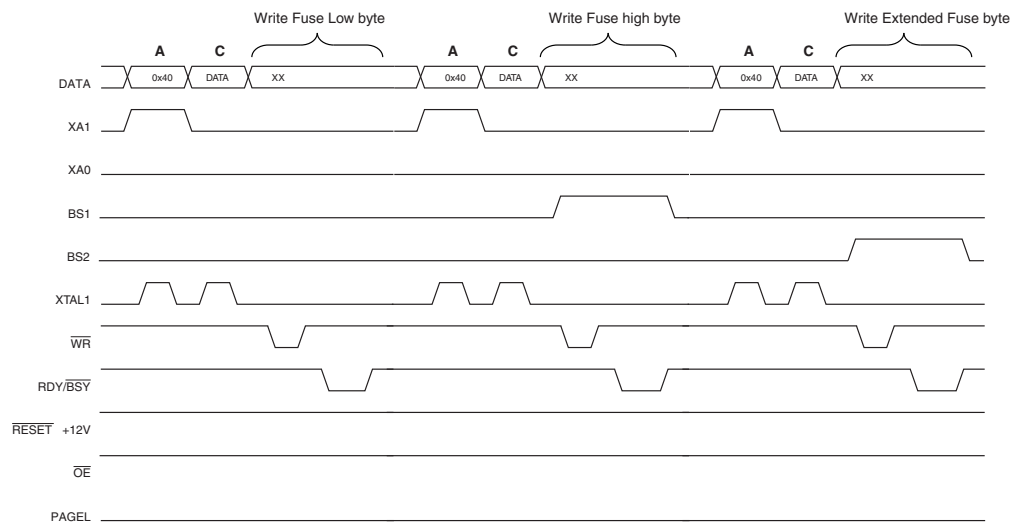 Write Fuse Low byte Write Fuse high byte Write Extended Fuse byte
A C A C A C
DATA 0x40 DATA XX 0x40 DATA XX 0x40 DATA XX
XA1
XA0
BS1
BS2
XTAL1
WR
RDY/BSY
RESET +12V
OE
PAGEL